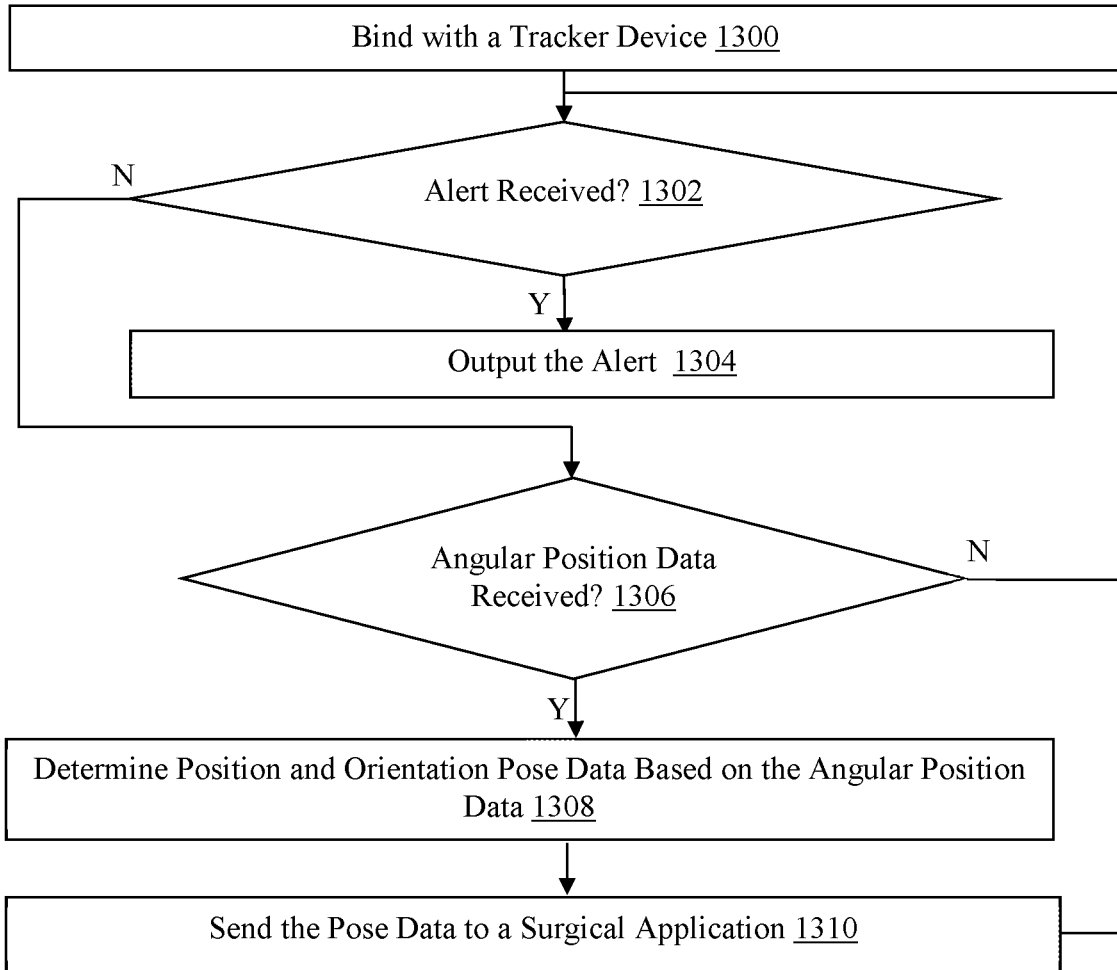 Bind with a Tracker Device 1300
N
Alert Received? 1302
Y
Output the Alert 1304
Angular Position Data
Received? 1306
N
Y
Determine Position and Orientation Pose Data Based on the Angular Position
Data 1308
Send the Pose Data to a Surgical Application 1310